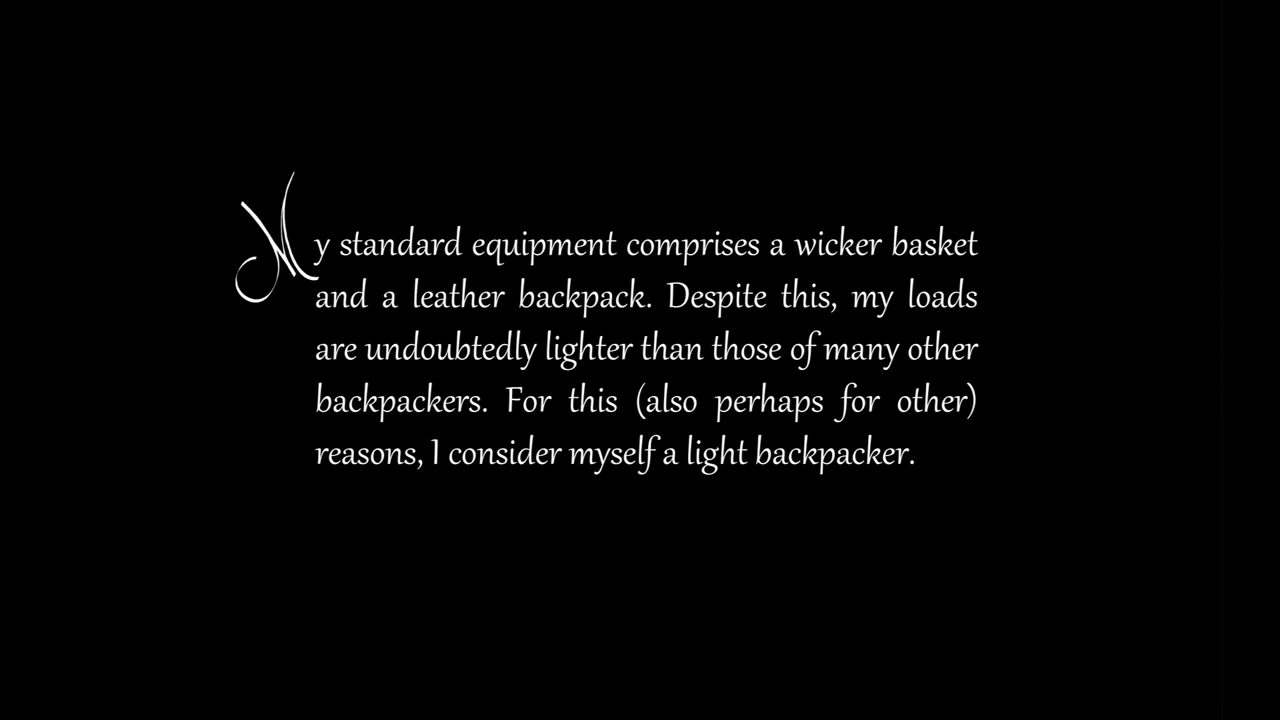 My standard equipment comprises a wicker basket
and a leather backpack. Despite this, my loads
are undoubtedly lighter than those of many other
backpackers. For this (also perhaps for other)
reasons, I consider myself a light backpacker.